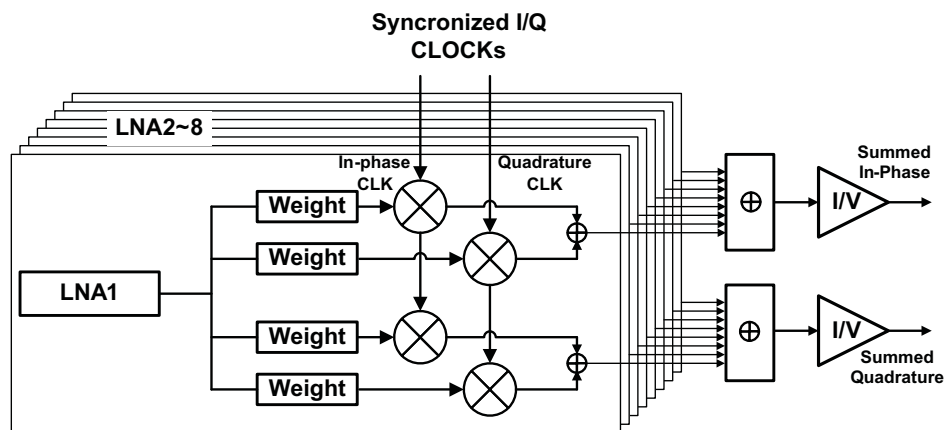 Syncronized I/Q
CLOCKs
LNA2~8
In-phase
CLK
Quadrature
CLK
Weight
Weight
LNA1
Weight
Weight
I/V
Summed
In-Phase
I/V
Summed
Quadrature